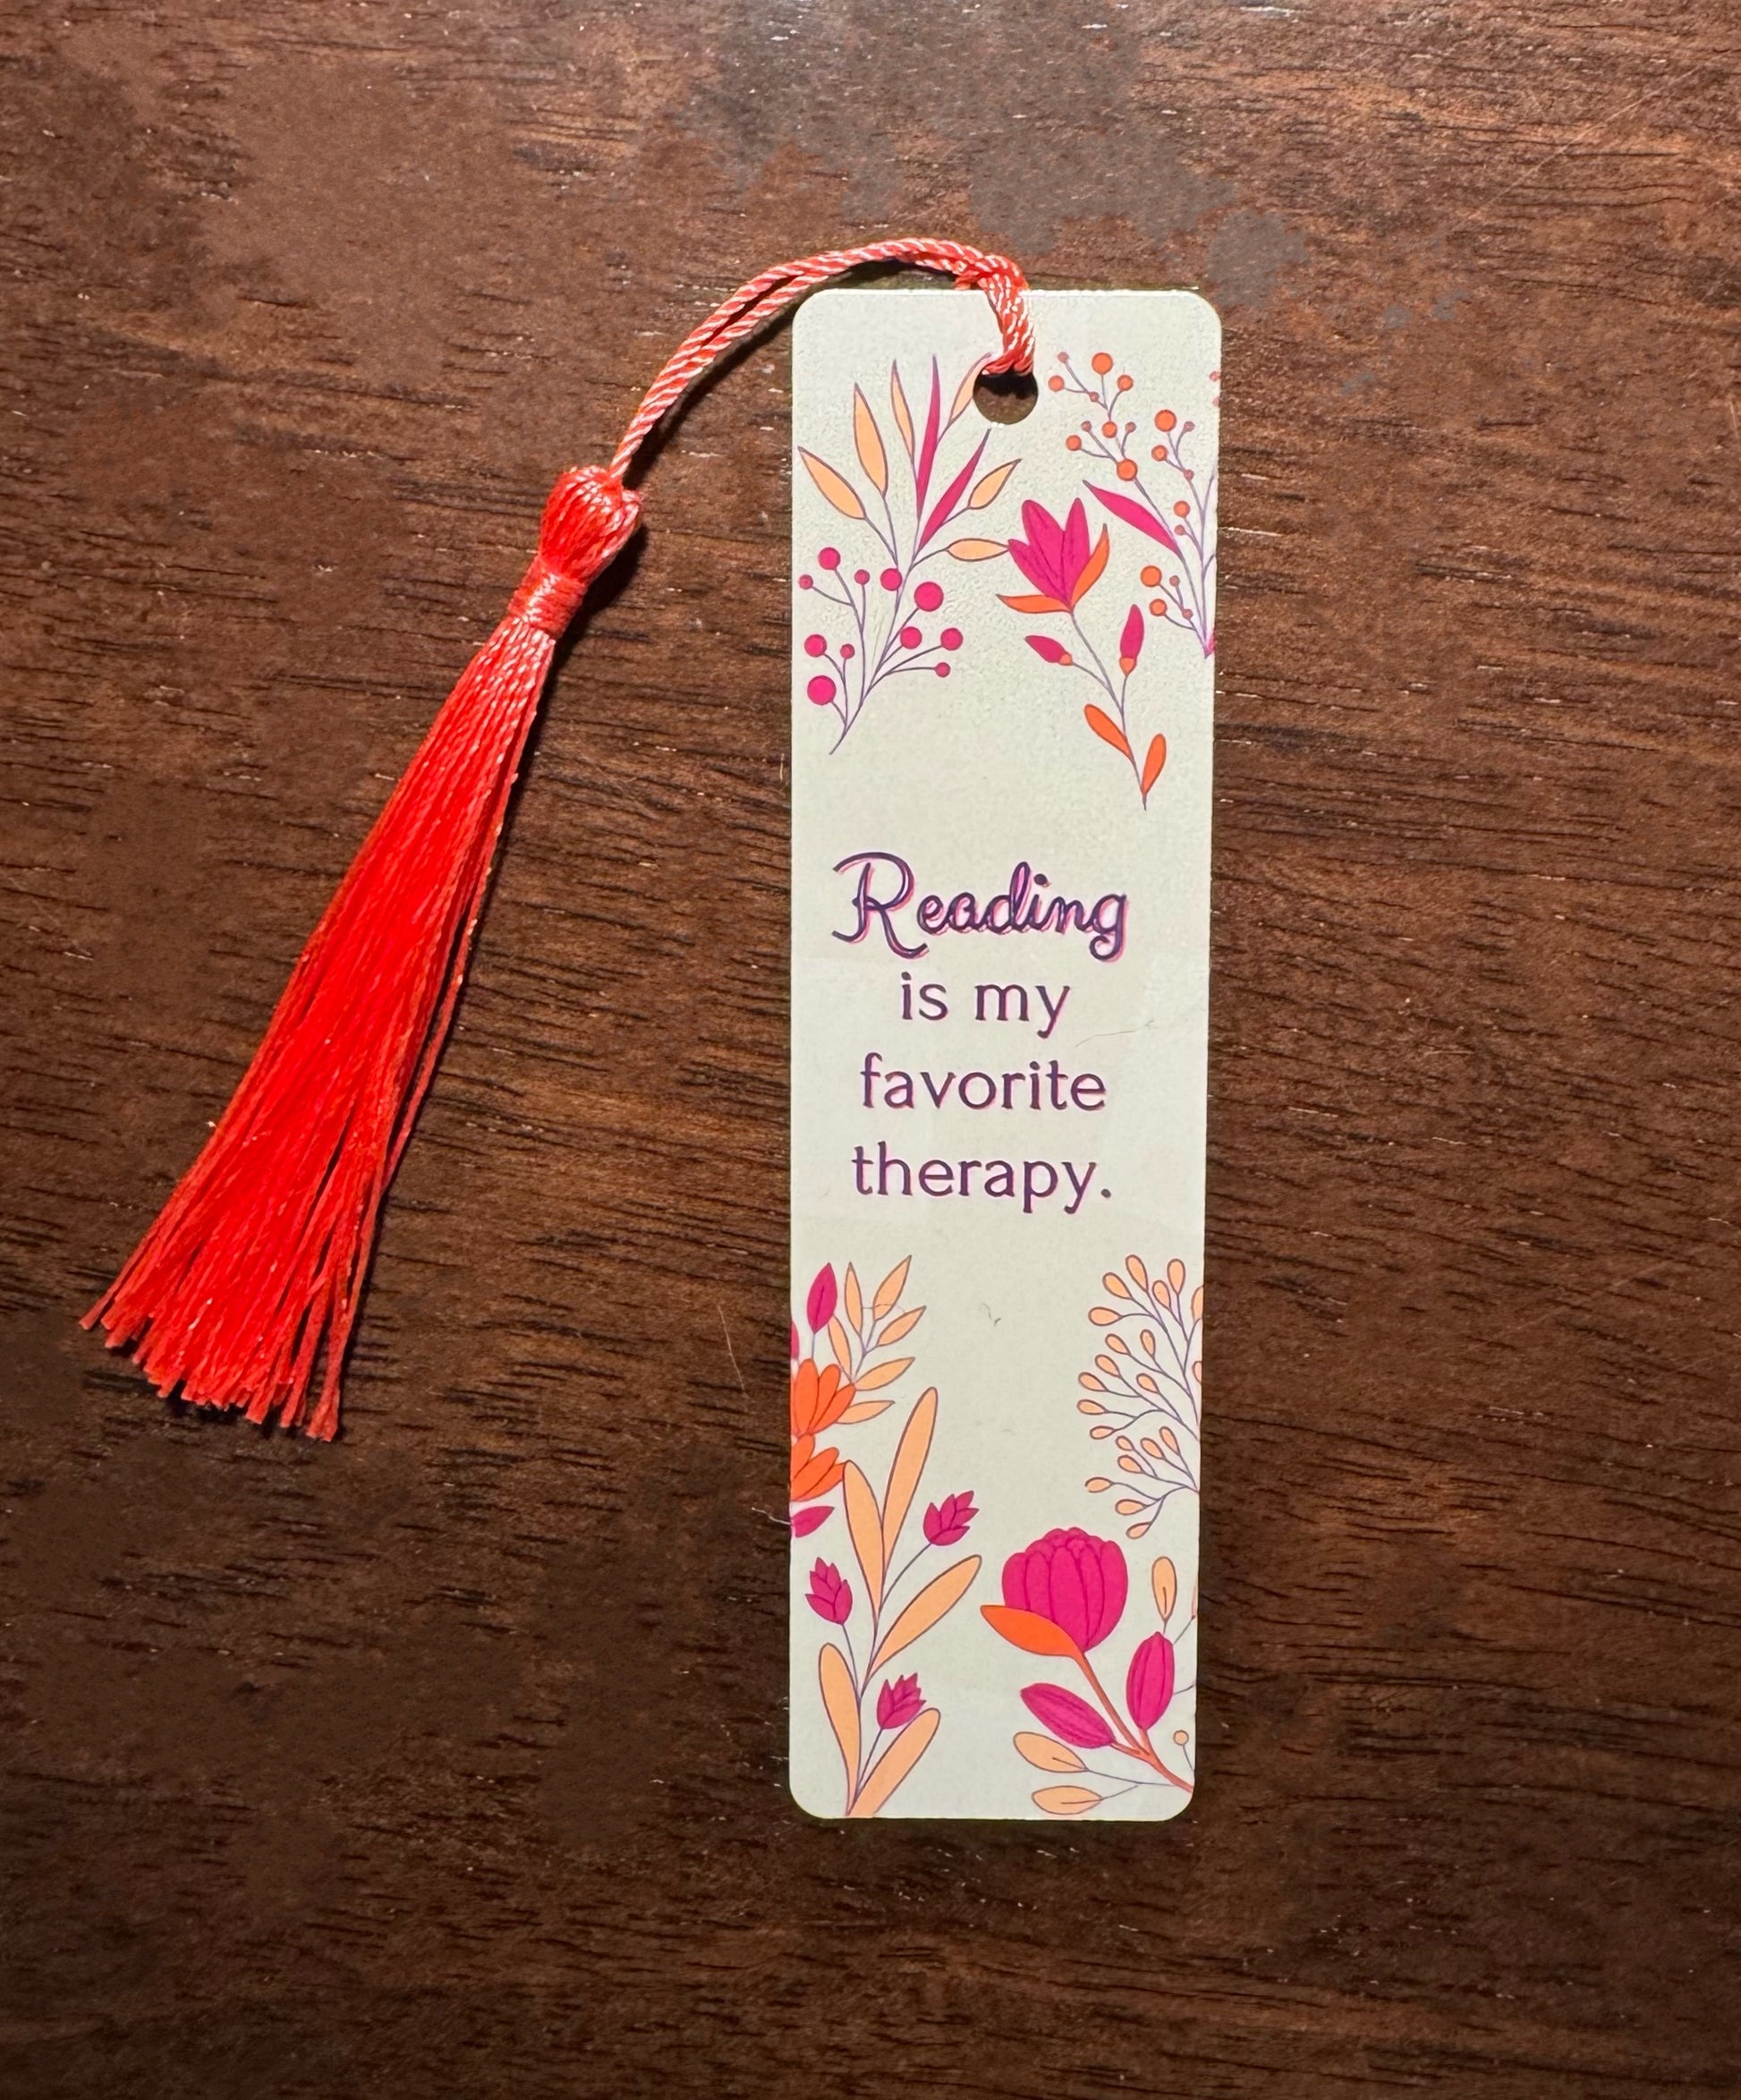 Reading
is my
favorite
therapy.